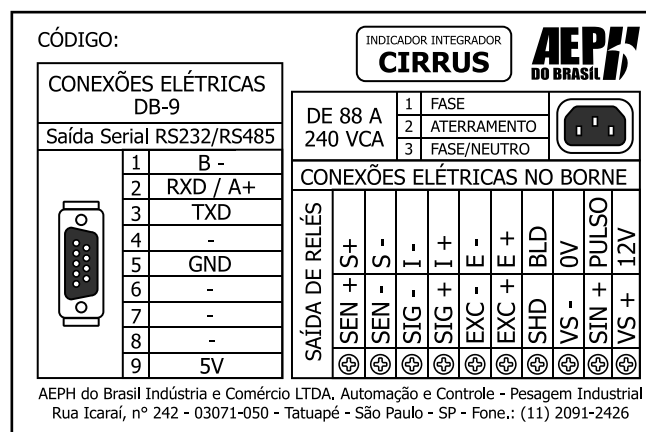 CÓDIGO:
INDICADOR INTEGRADOR
CIRRUS
AEPH
DO BRASIL
CONEXÕES ELÉTRICAS
DB-9
Saída Serial RS232/RS485
1 B -
2 RXD / A+
3 TXD
4 -
5 GND
6 -
7 -
8 -
9 5V
DE 88 A
240 VCA
1 FASE
2 ATERRAMENTO
3 FASE/NEUTRO
CONEXÕES ELÉTRICAS NO BORNE
SAÍDA DE RELÉS
SEN + S+
SEN - S -
SIG - I -
SIG + I+
EXC - E -
EXC + E +
SHD BLD
VS - 0V
SIN + PULSO
VS + 12V
AEPH do Brasil Indústria e Comércio LTDA. Automação e Controle - Pesagem Industrial
Rua Icaraí, n° 242 - 03071-050 - Tatuapé - São Paulo - SP - Fone.: (11) 2091-2426